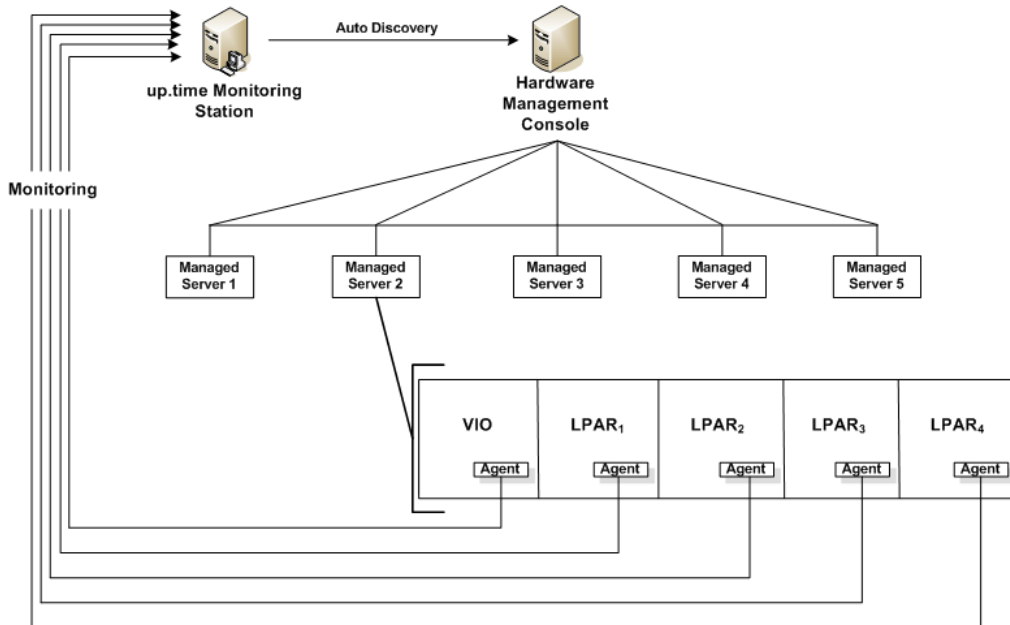 Auto Discovery
up.time Monitoring
Station
Hardware
Management
Console
Monitoring
Managed
Server 1
Managed
Server 2
Managed
Server 3
Managed
Server 4
Managed
Server 5
VIO
LPAR₁
LPAR₂
LPAR₃
LPAR₄
Agent
Agent
Agent
Agent
Agent